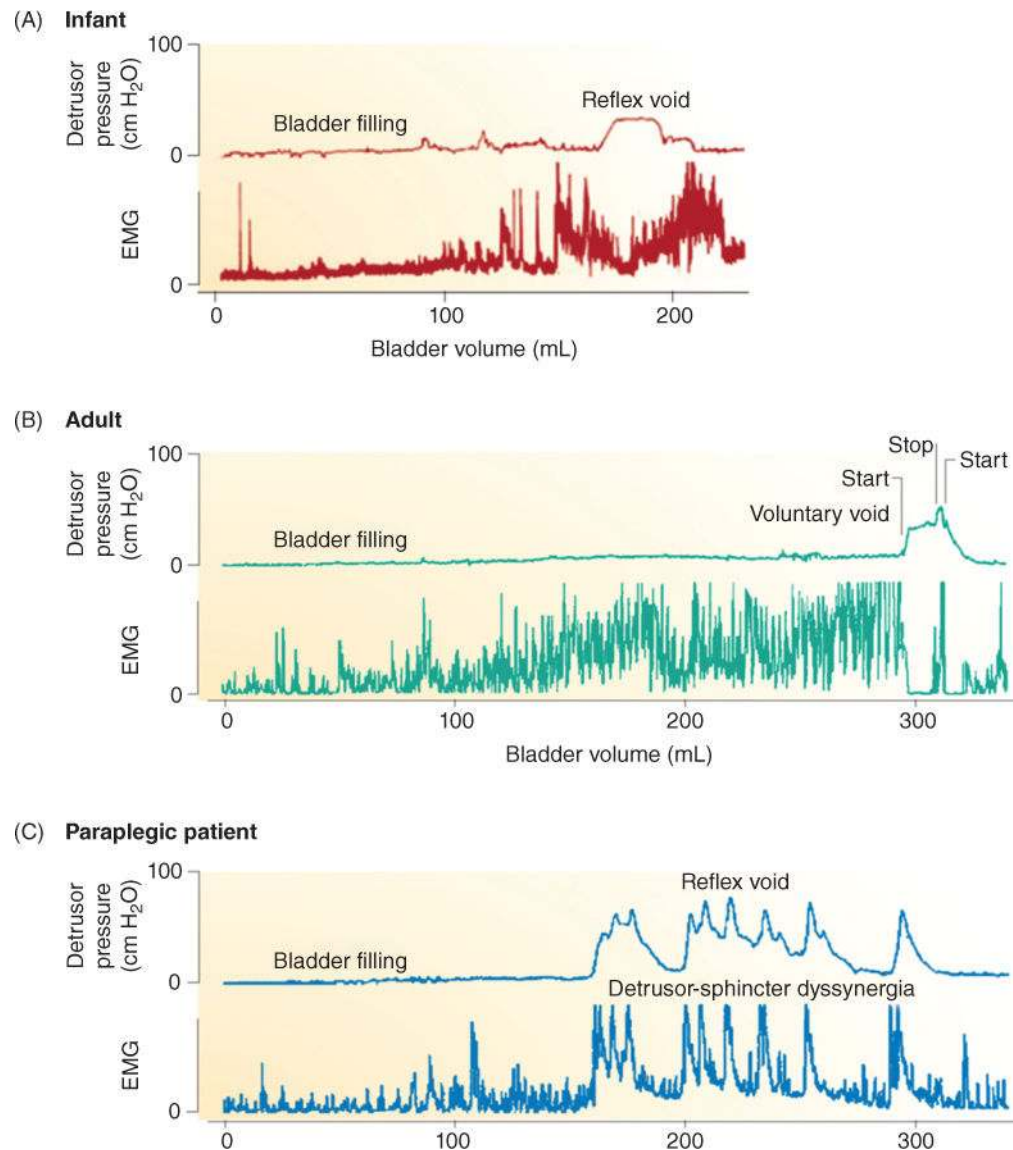 (A) Infant
100
Detrusor
pressure
(cm H₂O)
Bladder filling
Reflex void
0
EMG
0
0 100 200
Bladder volume (mL)
(B) Adult
100
Detrusor
pressure
(cm H₂O)
Stop
Start
Start
Voluntary void
Bladder filling
0
EMG
0
0 100 200 300
Bladder volume (mL)
(C) Paraplegic patient
100
Detrusor
pressure
(cm H₂O)
Reflex void
Bladder filling
0
Detrusor-sphincter dyssynergia
EMG
0
0 100 200 300